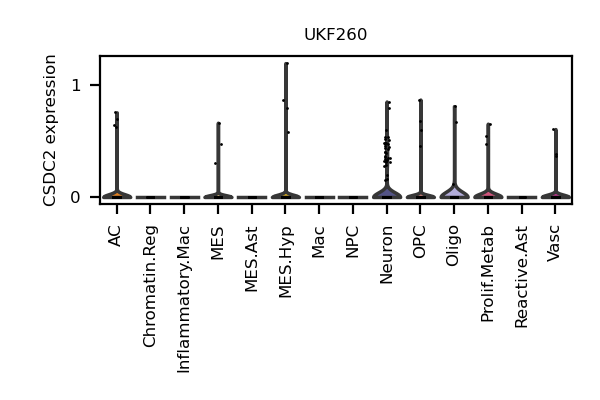 UKF260
CSDC2 expression
1
0
AC
Chromatin.Reg
Inflammatory.Mac
MES
MES.Ast
MES.Hyp
Mac
NPC
Neuron
OPC
Oligo
Prolif.Metab
Reactive.Ast
Vasc